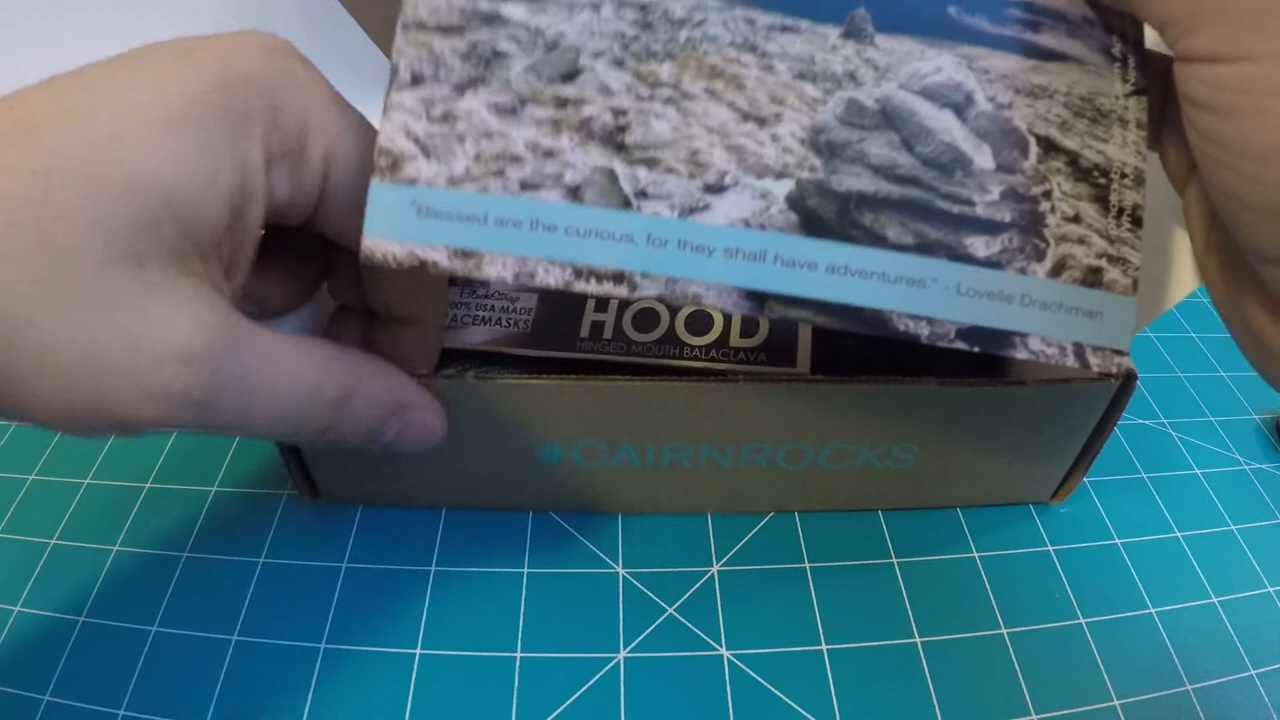 "Blessed are the curious, for they shall have adventures." - Lovelle Drachman
BlackStrap
100% USA MADE
FACEMASKS
HOOD
HINGED MOUTH BALACLAVA
#CAIRNROCKS